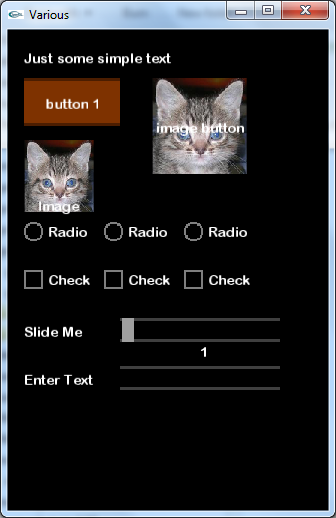 Various
Just some simple text
button 1
image button
Image
Radio Radio Radio
Check Check Check
Slide Me
1
Enter Text